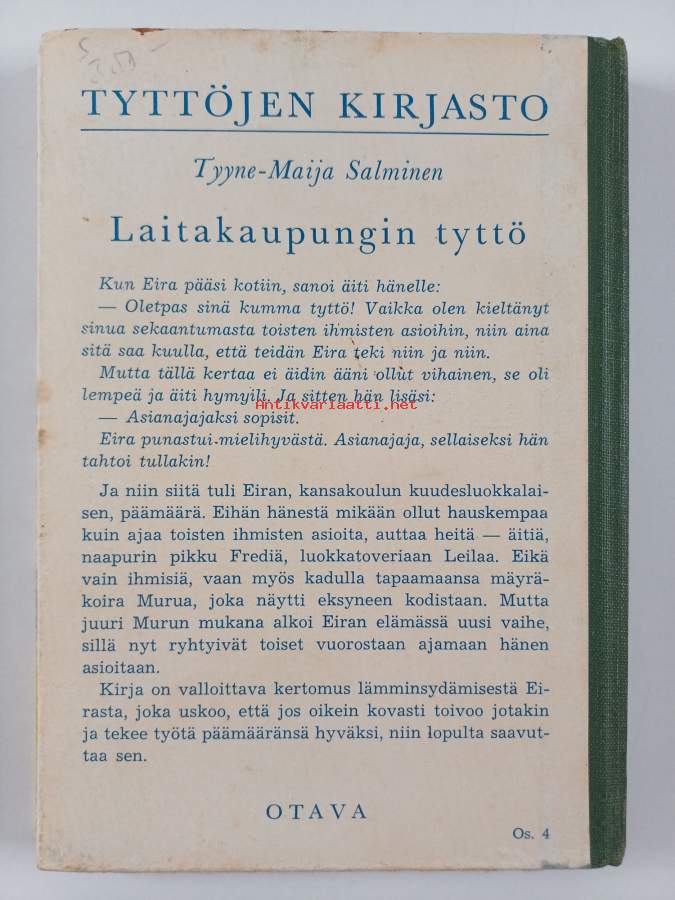 TYTTÖJEN KIRJASTO
Tyyne-Maija Salminen
Laitakaupungin tyttö
Kun Eira pääsi kotiin, sanoi äiti hänelle:
— Oletpas sinä kumma tyttö! Vaikka olen kieltänyt
sinua sekaantumasta toisten ihmisten asioihin, niin aina
sitä saa kuulla, että teidän Eira teki niin ja niin.
Mutta tällä kertaa ei äidin ääni ollut vihainen, se oli
lempeä ja äiti hymyili. Ja sitten hän lisäsi:
Antikvariaatti.net
— Asianajajaksi sopisit.
Eira punastui mielihyvästä. Asianajaja, sellaiseksi hän
tahtoi tullakin!
Ja niin siitä tuli Eiran, kansakoulun kuudesluokkalai-
sen, päämäärä. Eihän hänestä mikään ollut hauskempaa
kuin ajaa toisten ihmisten asioita, auttaa heitä — äitiä,
naapurin pikku Frediä, luokkatoveriaan Leilaa. Eikä
vain ihmisiä, vaan myös kadulla tapaamaansa mäyrä-
koira Murua, joka näytti eksyneen kodistaan. Mutta
juuri Murun mukana alkoi Eiran elämässä uusi vaihe,
sillä nyt ryhtyivät toiset vuorostaan ajamaan hänen
asioitaan.
Kirja on valloittava kertomus lämminsydämisestä Ei-
rasta, joka uskoo, että jos oikein kovasti toivoo jotakin
ja tekee työtä päämääränsä hyväksi, niin lopulta saavut-
taa sen.
OTAVA
Os. 4